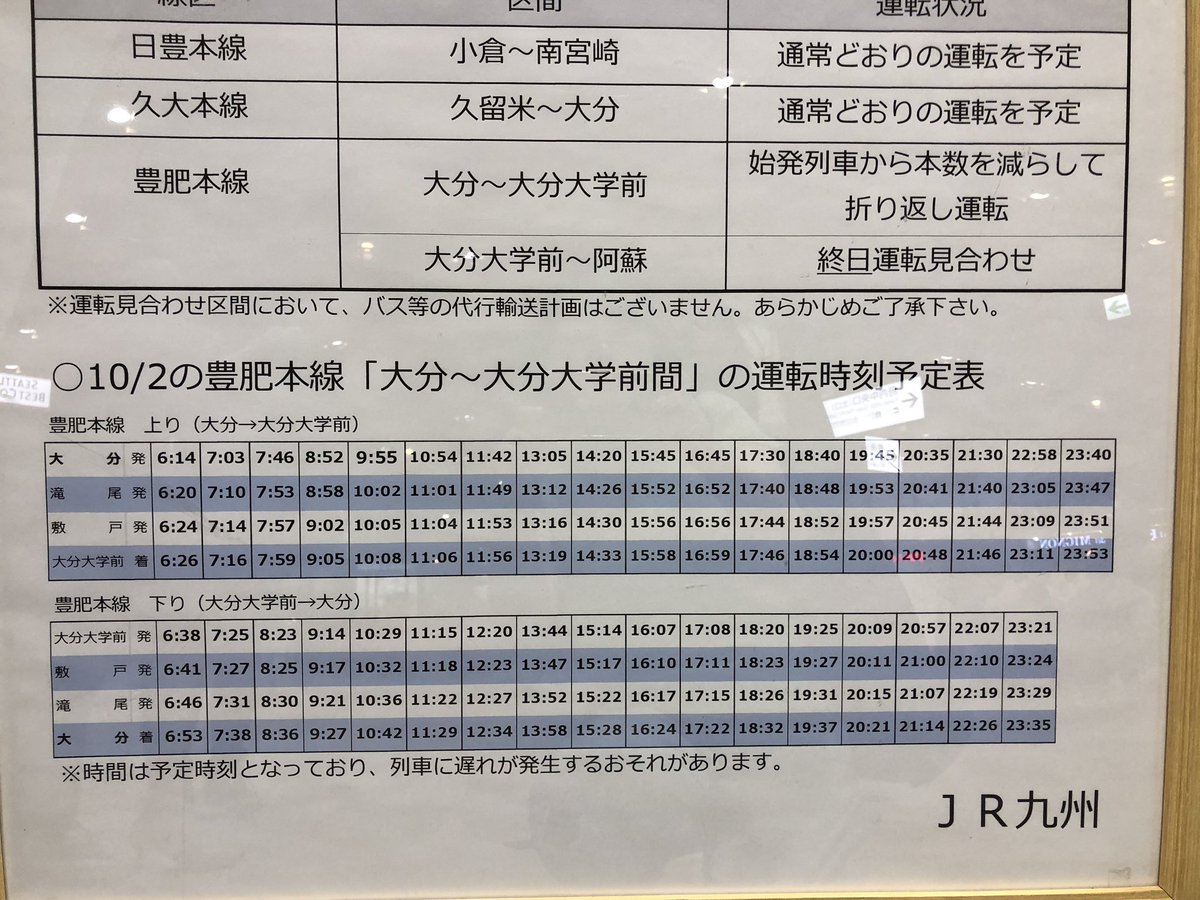 区間 運転状況
日豊本線 小倉～南宮崎 通常どおりの運転を予定
久大本線 久留米～大分 通常どおりの運転を予定
豊肥本線 大分～大分大学前 始発列車から本数を減らして
折り返し運転
大分大学前～阿蘇 終日運転見合わせ
※運転見合わせ区間において、バス等の代行輸送計画はございません。あらかじめご了承下さい。
○10/2の豊肥本線「大分～大分大学前間」の運転時刻予定表
豊肥本線 上り（大分→大分大学前）
大分 発 6:14 7:03 7:46 8:52 9:55 10:54 11:42 13:05 14:20 15:45 16:45 17:30 18:40 19:45 20:35 21:30 22:58 23:40
滝尾 発 6:20 7:10 7:53 8:58 10:02 11:01 11:49 13:12 14:26 15:52 16:52 17:40 18:48 19:53 20:41 21:40 23:05 23:47
敷戸 発 6:24 7:14 7:57 9:02 10:05 11:04 11:53 13:16 14:30 15:56 16:56 17:44 18:52 19:57 20:45 21:44 23:09 23:51
大分大学前 着 6:26 7:16 7:59 9:05 10:08 11:06 11:56 13:19 14:33 15:58 16:59 17:46 18:54 20:00 20:48 21:46 23:11 23:53
豊肥本線 下り（大分大学前→大分）
大分大学前 発 6:38 7:25 8:23 9:14 10:29 11:15 12:20 13:44 15:14 16:07 17:08 18:20 19:25 20:09 20:57 22:07 23:21
敷戸 発 6:41 7:27 8:25 9:17 10:32 11:18 12:23 13:47 15:17 16:10 17:11 18:23 19:27 20:11 21:00 22:10 23:24
滝尾 発 6:46 7:31 8:30 9:21 10:36 11:22 12:27 13:52 15:22 16:17 17:15 18:26 19:31 20:15 21:07 22:19 23:29
大分 着 6:53 7:38 8:36 9:27 10:42 11:29 12:34 13:58 15:28 16:24 17:22 18:32 19:37 20:21 21:14 22:26 23:35
※時間は予定時刻となっており、列車に遅れが発生するおそれがあります。
ＪＲ九州